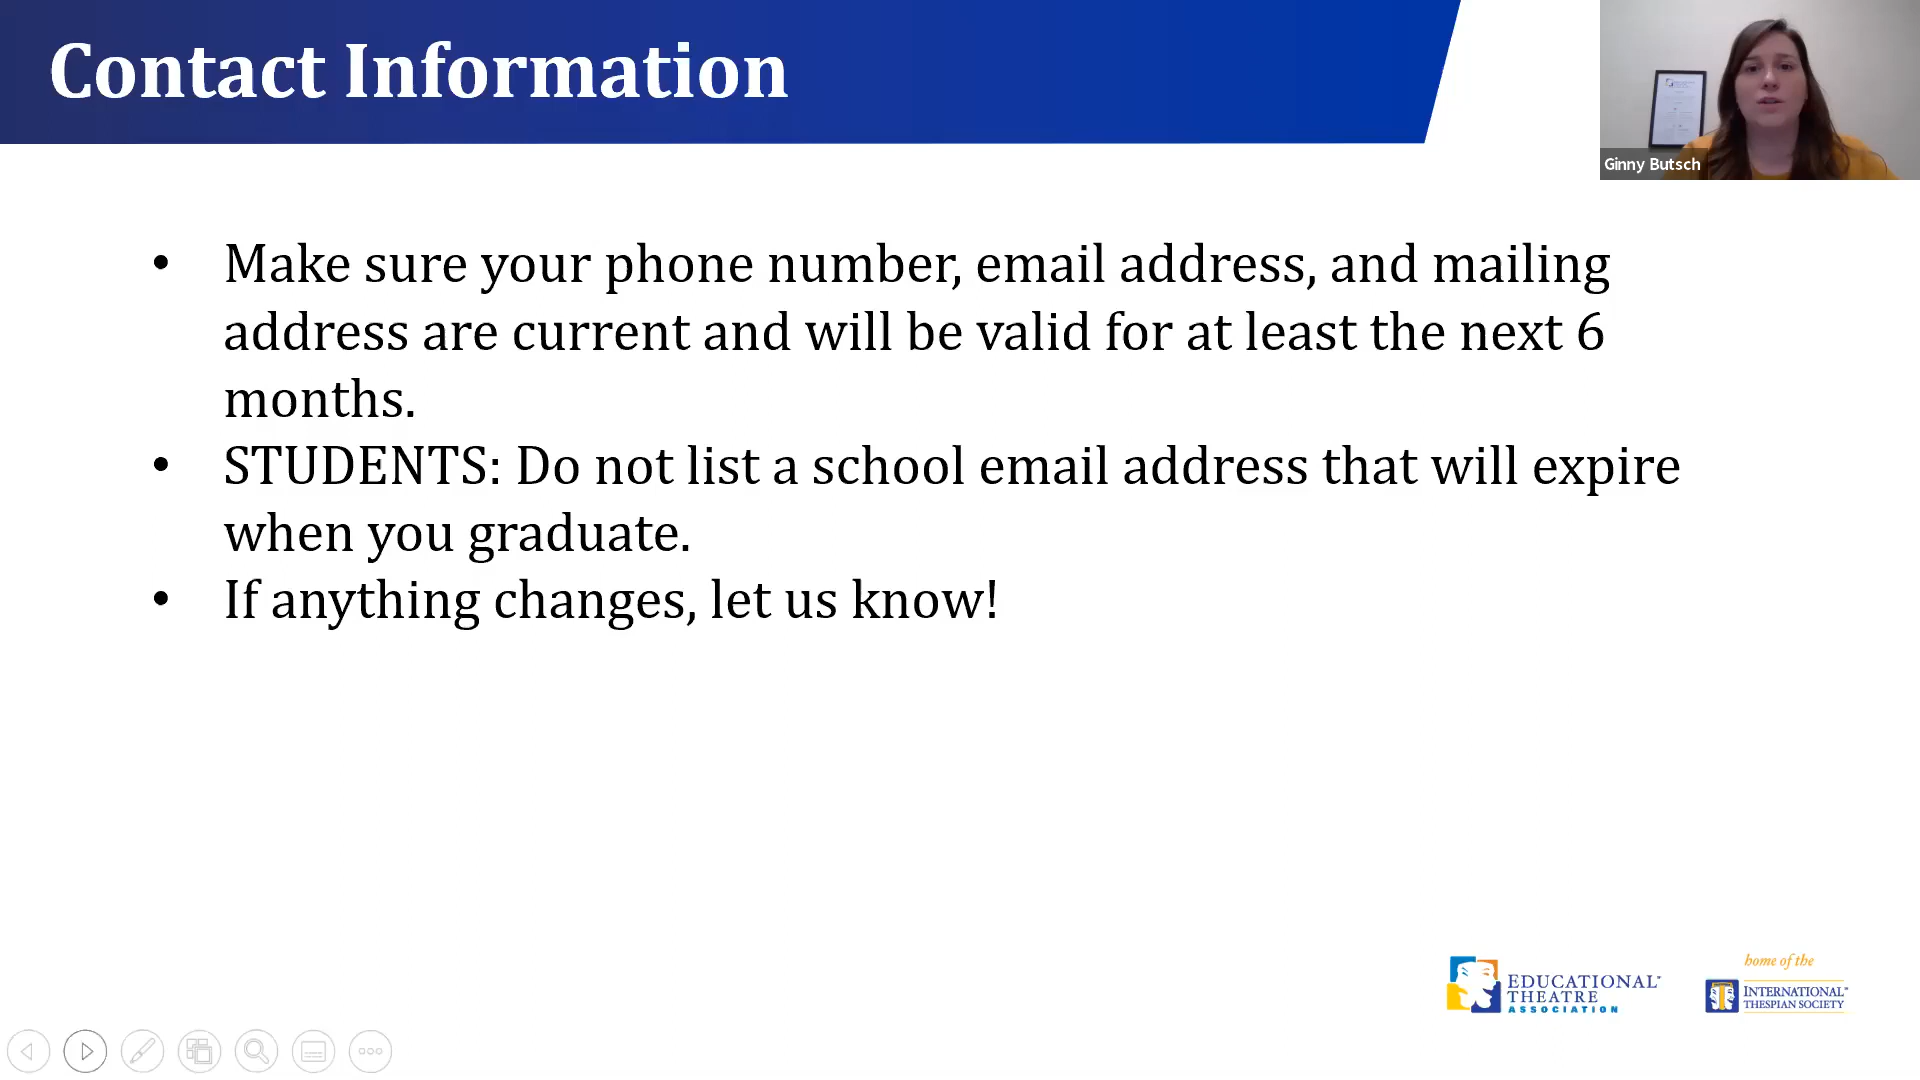 Contact Information
Ginny Butsch
• Make sure your phone number, email address, and mailing
address are current and will be valid for at least the next 6
months.
• STUDENTS: Do not list a school email address that will expire
when you graduate.
• If anything changes, let us know!
EDUCATIONAL
THEATRE
ASSOCIATION
home of the
INTERNATIONAL
THESPIAN SOCIETY